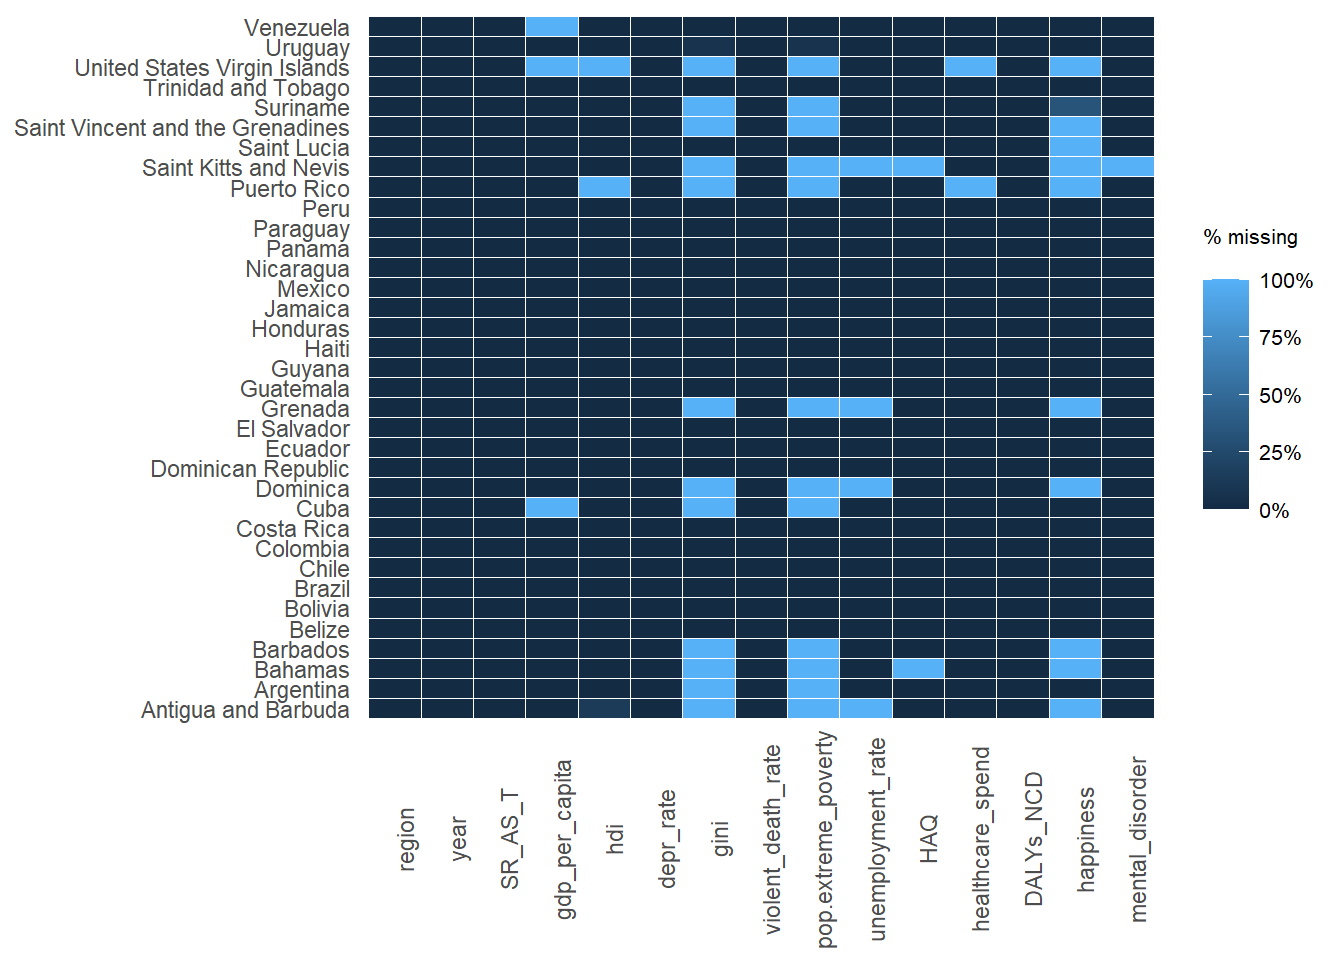 Venezuela
Uruguay
United States Virgin Islands
Trinidad and Tobago
Suriname
Saint Vincent and the Grenadines
Saint Lucia
Saint Kitts and Nevis
Puerto Rico
Peru
Paraguay
Panama
Nicaragua
Mexico
Jamaica
Honduras
Haiti
Guyana
Guatemala
Grenada
El Salvador
Ecuador
Dominican Republic
Dominica
Cuba
Costa Rica
Colombia
Chile
Brazil
Bolivia
Belize
Barbados
Bahamas
Argentina
Antigua and Barbuda
region
year
SR_AS_T
gdp_per_capita
hdi
depr_rate
gini
violent_death_rate
pop.extreme_poverty
unemployment_rate
HAQ
healthcare_spend
DALYs_NCD
happiness
mental_disorder
% missing
100%
75%
50%
25%
0%